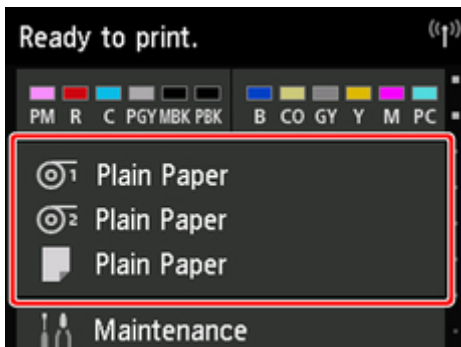 Ready to print.
PM R C PGY MBK PBK B CO GY Y M PC
1 Plain Paper
2 Plain Paper
Plain Paper
Maintenance